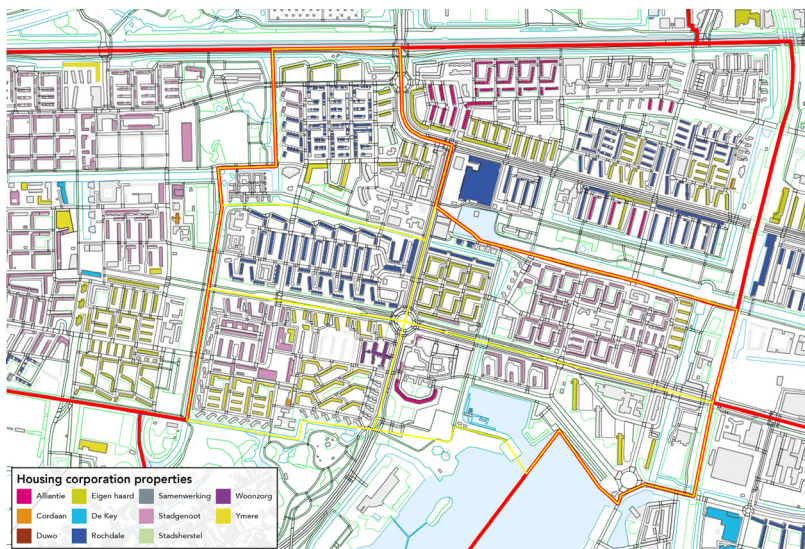 Housing corporation properties
Alliantie Eigen haard Samenwerking Woonzorg
Cordaan De Key Stadgenoot Ymere
Duwo Rochdale Stadsherstel